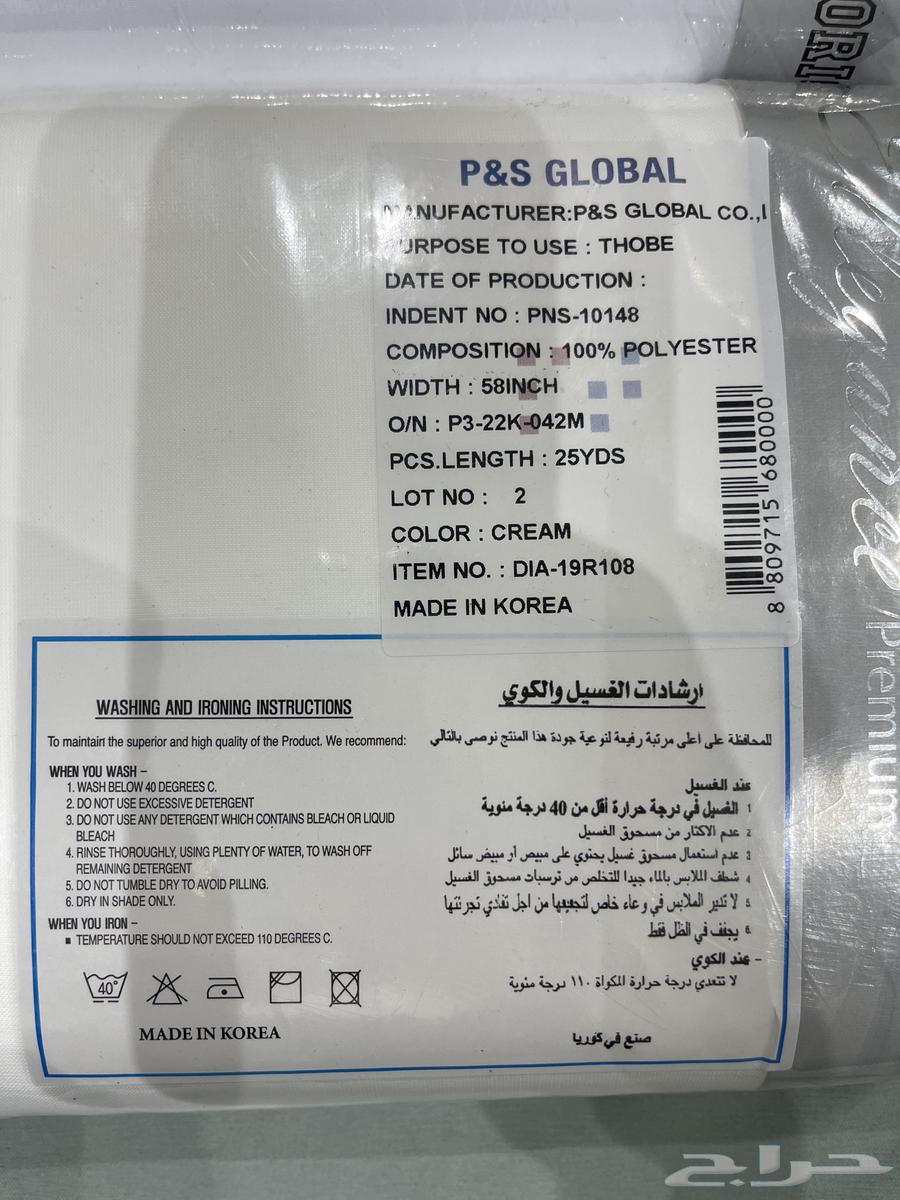 P&S GLOBAL
MANUFACTURER:P&S GLOBAL CO.,
PURPOSE TO USE : THOBE
DATE OF PRODUCTION :
INDENT NO : PNS-10148
COMPOSITION : 100% POLYESTER
WIDTH : 58INCH
O/N : P3-22K-042M
PCS.LENGTH : 25YDS
LOT NO : 2
COLOR : CREAM
ITEM NO. : DIA-19R108
MADE IN KOREA
8 809715 680000
Elegance Premium
WASHING AND IRONING INSTRUCTIONS
To maintain the superior and high quality of the Product. We recommend:
WHEN YOU WASH –
1. WASH BELOW 40 DEGREES C.
2. DO NOT USE EXCESSIVE DETERGENT
3. DO NOT USE ANY DETERGENT WHICH CONTAINS BLEACH OR LIQUID
BLEACH
4. RINSE THOROUGHLY, USING PLENTY OF WATER, TO WASH OFF
REMAINING DETERGENT
5. DO NOT TUMBLE DRY TO AVOID PILLING.
6. DRY IN SHADE ONLY.
WHEN YOU IRON –
■ TEMPERATURE SHOULD NOT EXCEED 110 DEGREES C.
40°
MADE IN KOREA
ارشادات الغسيل والكوي
للمحافظة على اعلى مرتبة رفيعة لنوعية جودة هذا المنتج نوصي بالتالي
عند الغسيل
1 الغسيل في درجة حرارة أقل من 40 درجة مئوية
2 عدم الاكثار من مسحوق الغسيل
3 عدم استعمال مسحوق غسيل يحتوي على مبيض أو مبيض سائل
4 شطف الملابس بالماء جيدا للتخلص من ترسبات مسحوق الغسيل
5 لا تدير الملابس في وعاء خاص لتجفيفها من اجل تفادي
6 يجفف في الظل فقط
– عند الكوي
لا تتعدي درجة حرارة المكواة ١١٠ درجة مئوية
صنع في كوريا
حراج